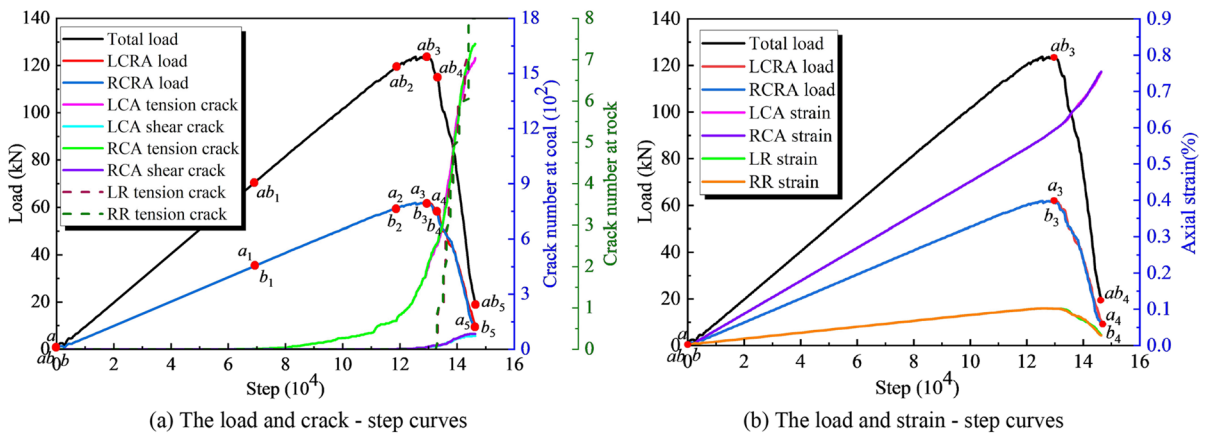 140
120
100
80
60
40
20
0
Load (kN)
Total load
LCRA load
RCRA load
LCA tension crack
LCA shear crack
RCA tension crack
RCA shear crack
LR tension crack
RR tension crack
ab1
ab2
ab3
ab4
ab5
a1
b1
a2
b2
a3
b3
a4
b4
a5
b5
a
ab
b
0 2 4 6 8 10 12 14 16
Step (10^4)
18
15
12
9
6
3
0
Crack number at coal (10^2)
8
7
6
5
4
3
2
1
0
Crack number at rock
(a) The load and crack - step curves
140
120
100
80
60
40
20
0
Load (kN)
Total load
LCRA load
RCRA load
LCA strain
RCA strain
LR strain
RR strain
ab3
a3
b3
ab4
a4
b4
a
ab
b
0 2 4 6 8 10 12 14 16
Step (10^4)
0.9
0.8
0.7
0.6
0.5
0.4
0.3
0.2
0.1
0.0
Axial strain(%)
(b) The load and strain - step curves